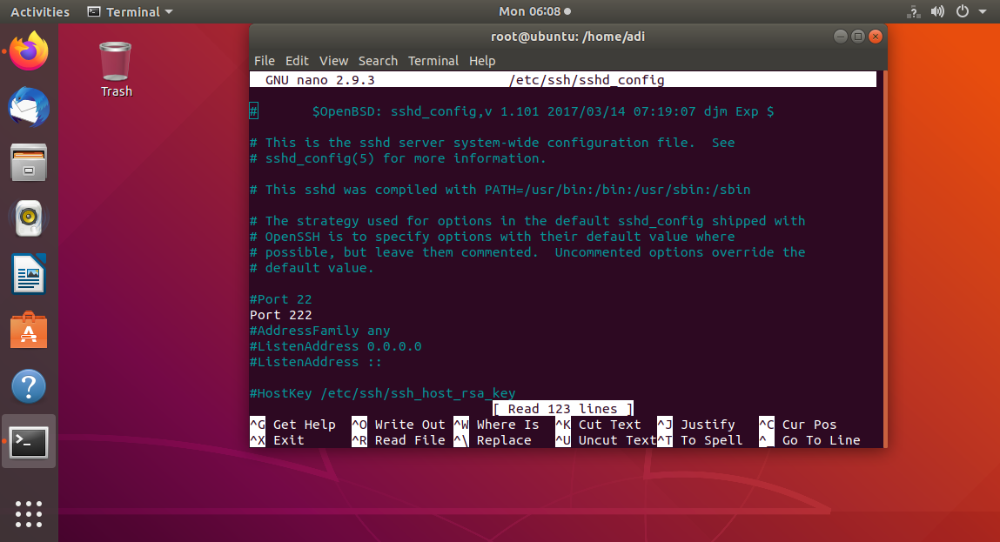 Activities Terminal Mon 06:08
root@ubuntu: /home/adi
Trash
File Edit View Search Terminal Help
GNU nano 2.9.3 /etc/ssh/sshd_config
# $OpenBSD: sshd_config,v 1.101 2017/03/14 07:19:07 djm Exp $
# This is the sshd server system-wide configuration file. See
# sshd_config(5) for more information.
# This sshd was compiled with PATH=/usr/bin:/bin:/usr/sbin:/sbin
# The strategy used for options in the default sshd_config shipped with
# OpenSSH is to specify options with their default value where
# possible, but leave them commented. Uncommented options override the
# default value.
#Port 22
Port 222
#AddressFamily any
#ListenAddress 0.0.0.0
#ListenAddress ::
#HostKey /etc/ssh/ssh_host_rsa_key
[ Read 123 lines ]
^G Get Help ^O Write Out ^W Where Is ^K Cut Text ^J Justify ^C Cur Pos
^X Exit ^R Read File ^\ Replace ^U Uncut Text ^T To Spell ^_ Go To Line